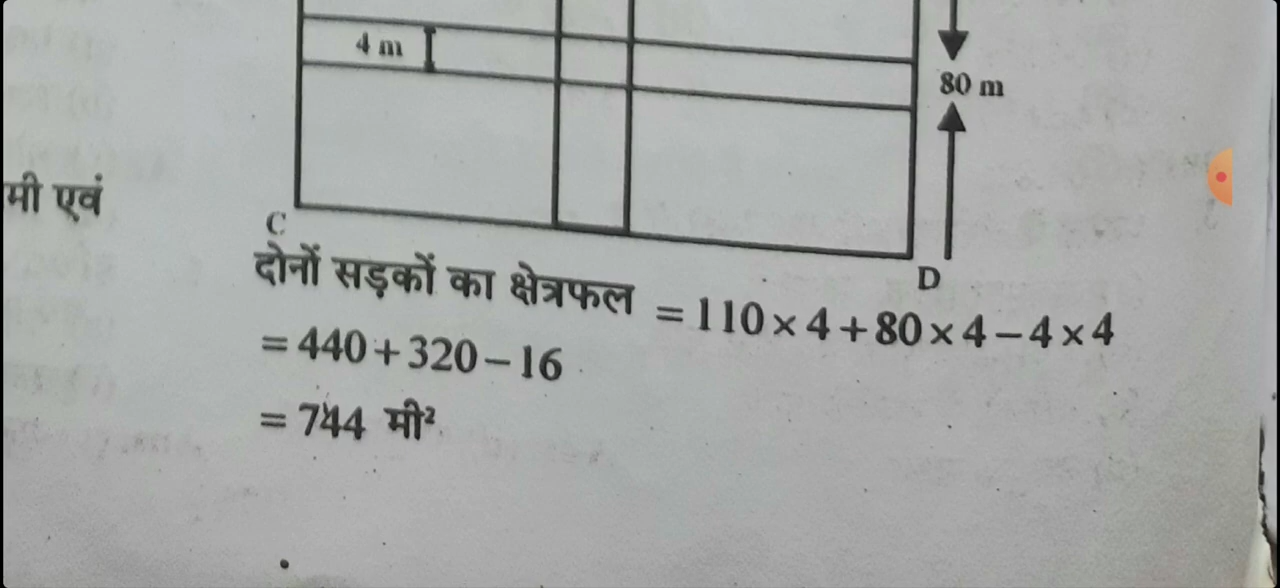 4 m
80 m
मी एवं
C
D
दोनों सड़कों का क्षेत्रफल = 110 × 4 + 80 × 4 − 4 × 4
= 440 + 320 − 16
= 744 मी²